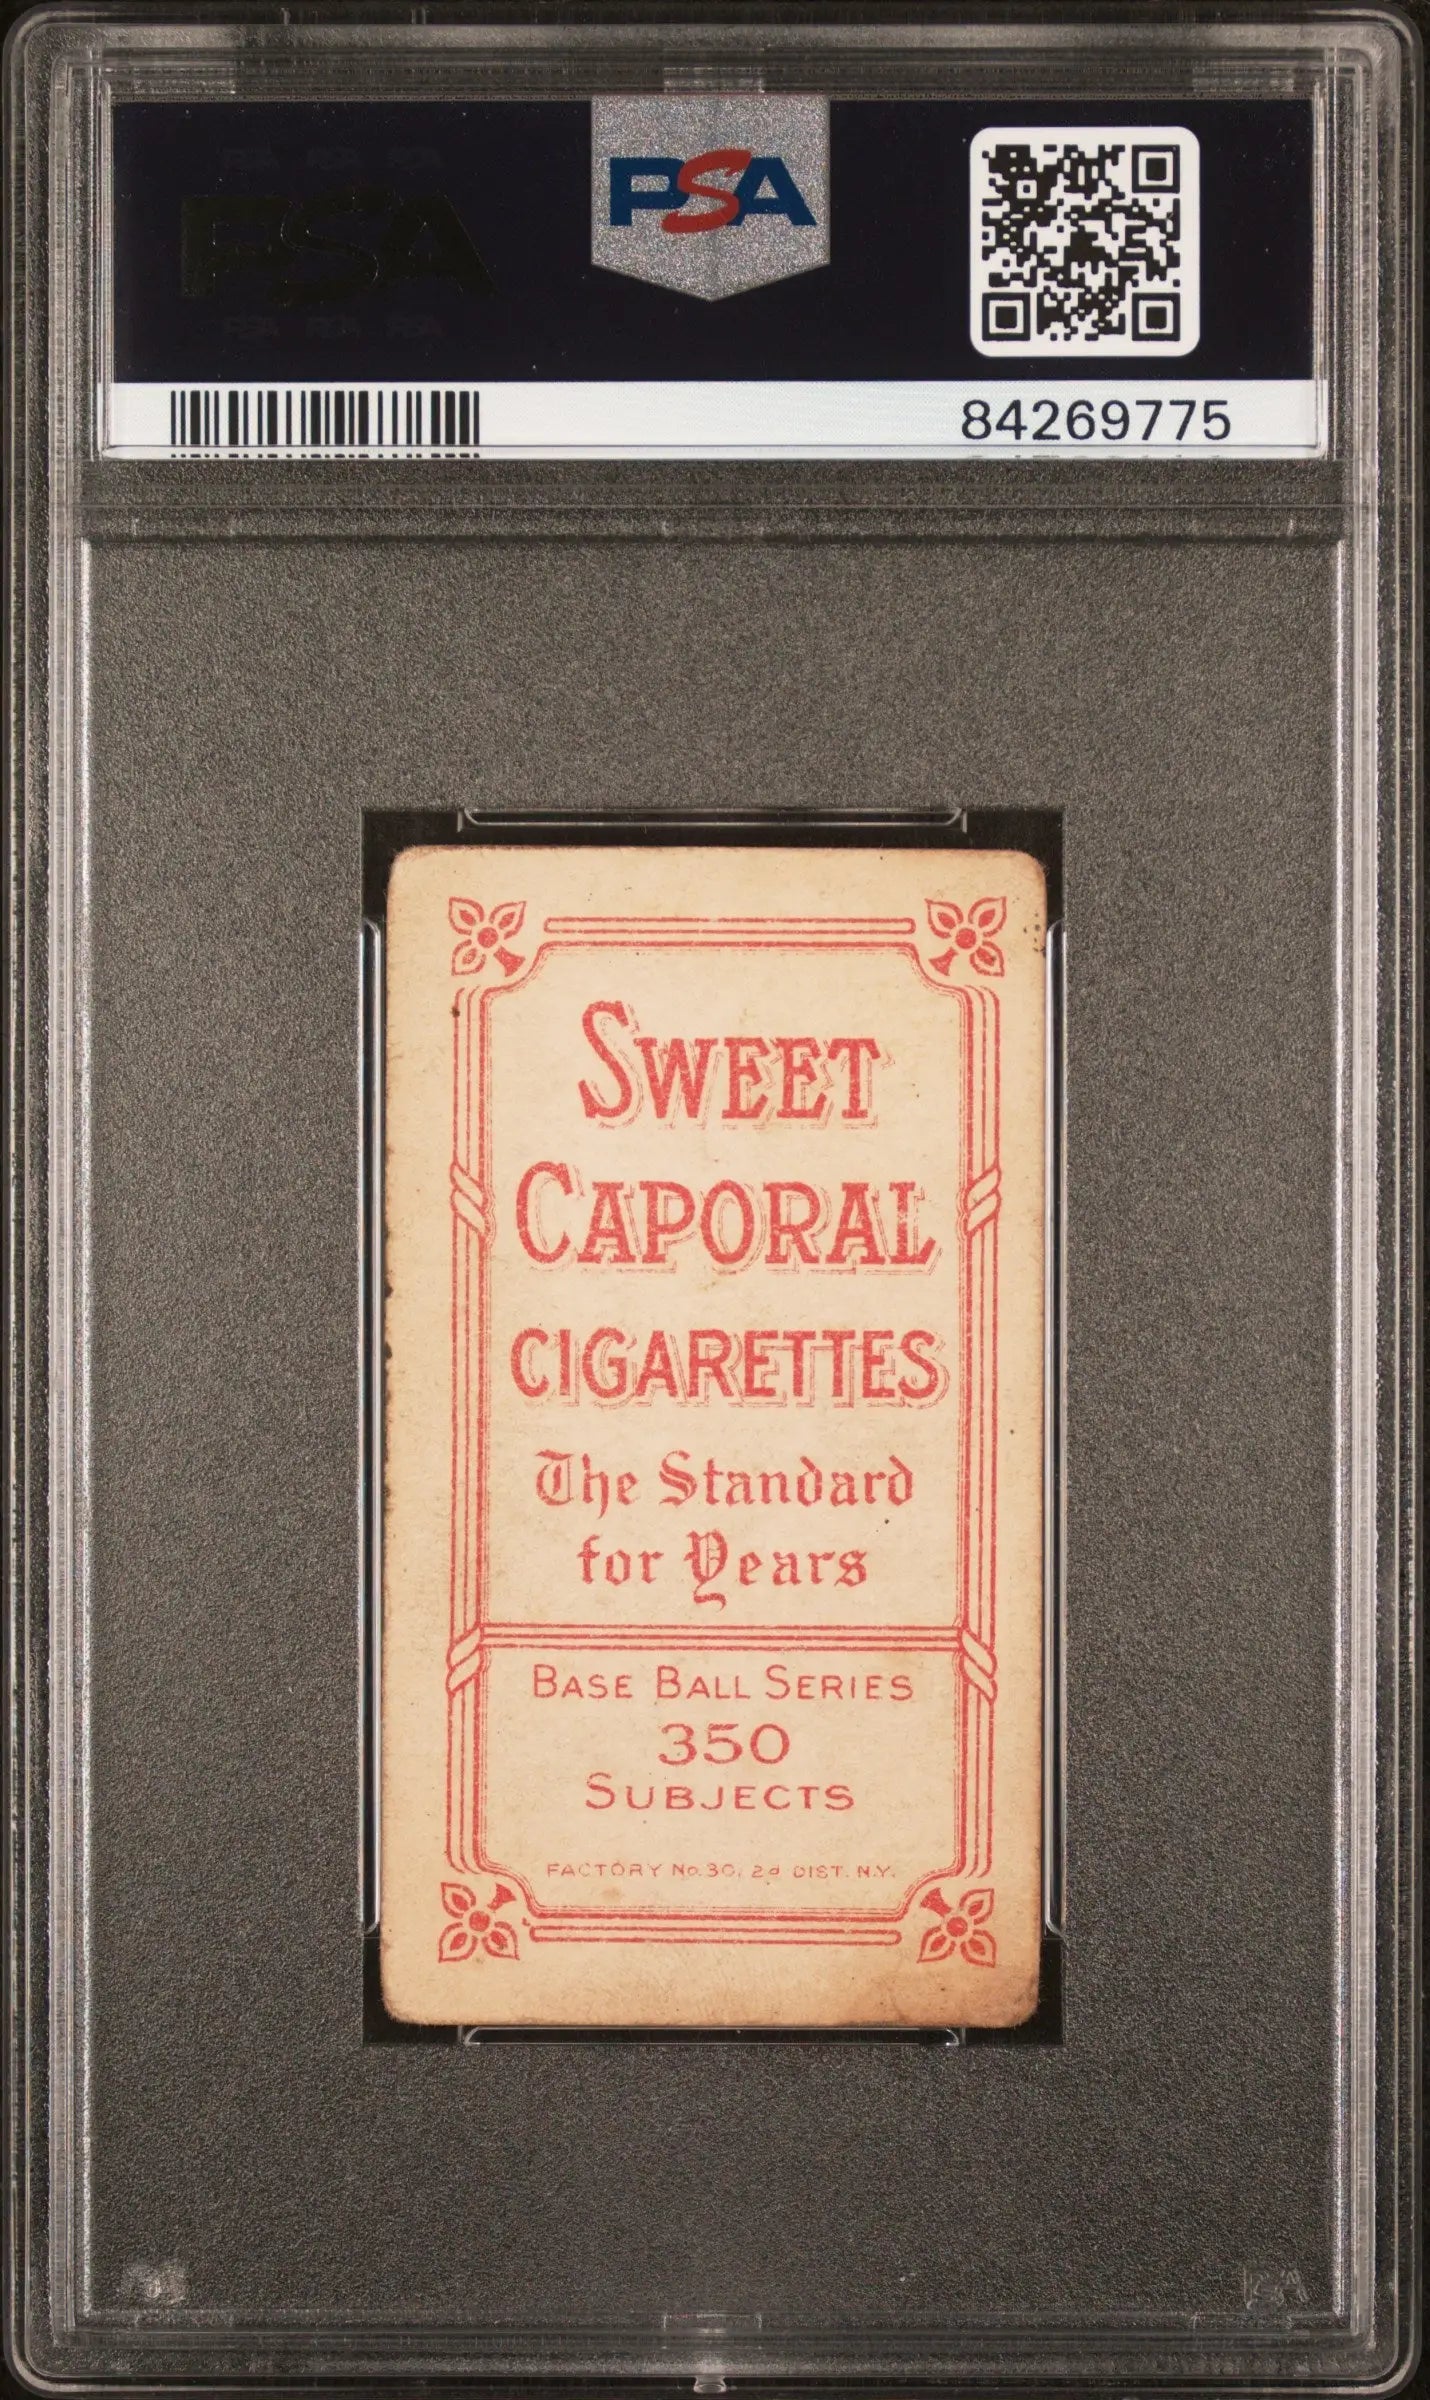 PSA
PSA
84269775
SWEET
CAPORAL
CIGARETTES
The Standard
for Years
BASE BALL SERIES
350
SUBJECTS
FACTORY No. 30, 2d DIST. N.Y.